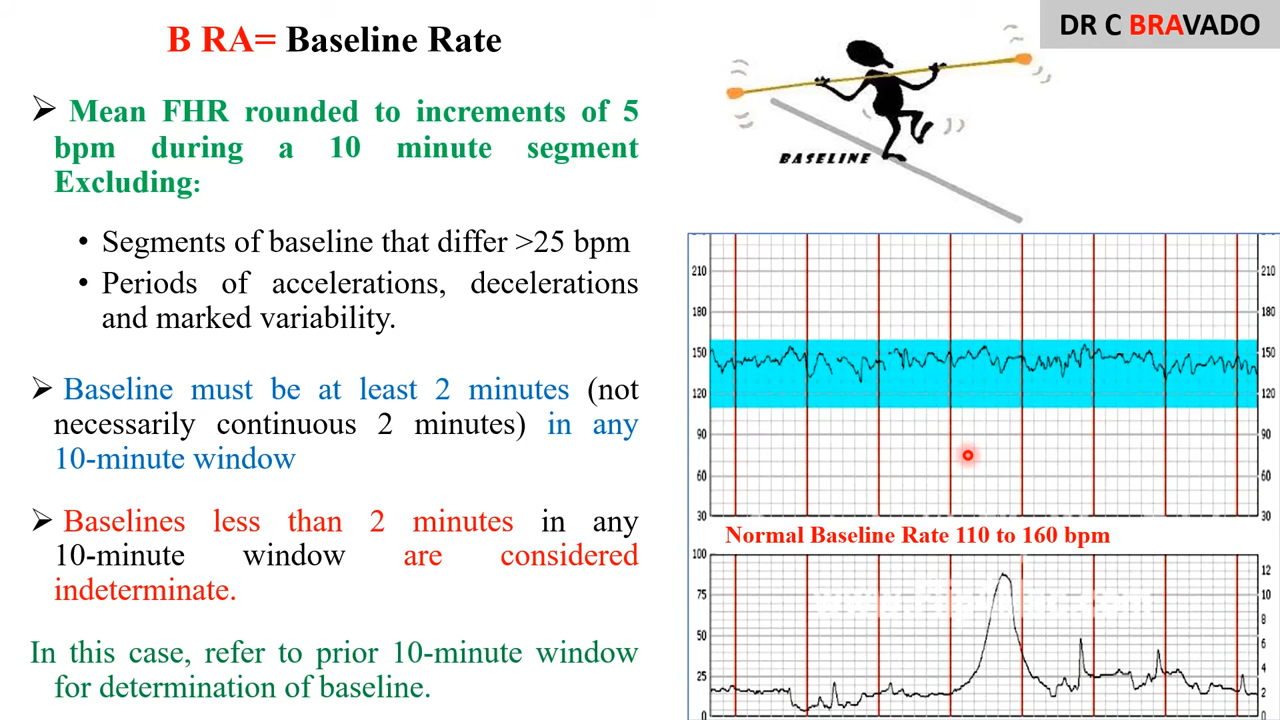 B RA= Baseline Rate
DR C BRAVADO
➢ Mean FHR rounded to increments of 5
bpm during a 10 minute segment
Excluding:
• Segments of baseline that differ >25 bpm
• Periods of accelerations, decelerations
and marked variability.
➢ Baseline must be at least 2 minutes (not
necessarily continuous 2 minutes) in any
10-minute window
➢ Baselines less than 2 minutes in any
10-minute window are considered
indeterminate.
In this case, refer to prior 10-minute window
for determination of baseline.
BASELINE
210 210
180 180
150 150
120 120
90 90
60 60
30 30
Normal Baseline Rate 110 to 160 bpm
100
12
75 10
8
50
6
25 4
2
0 0